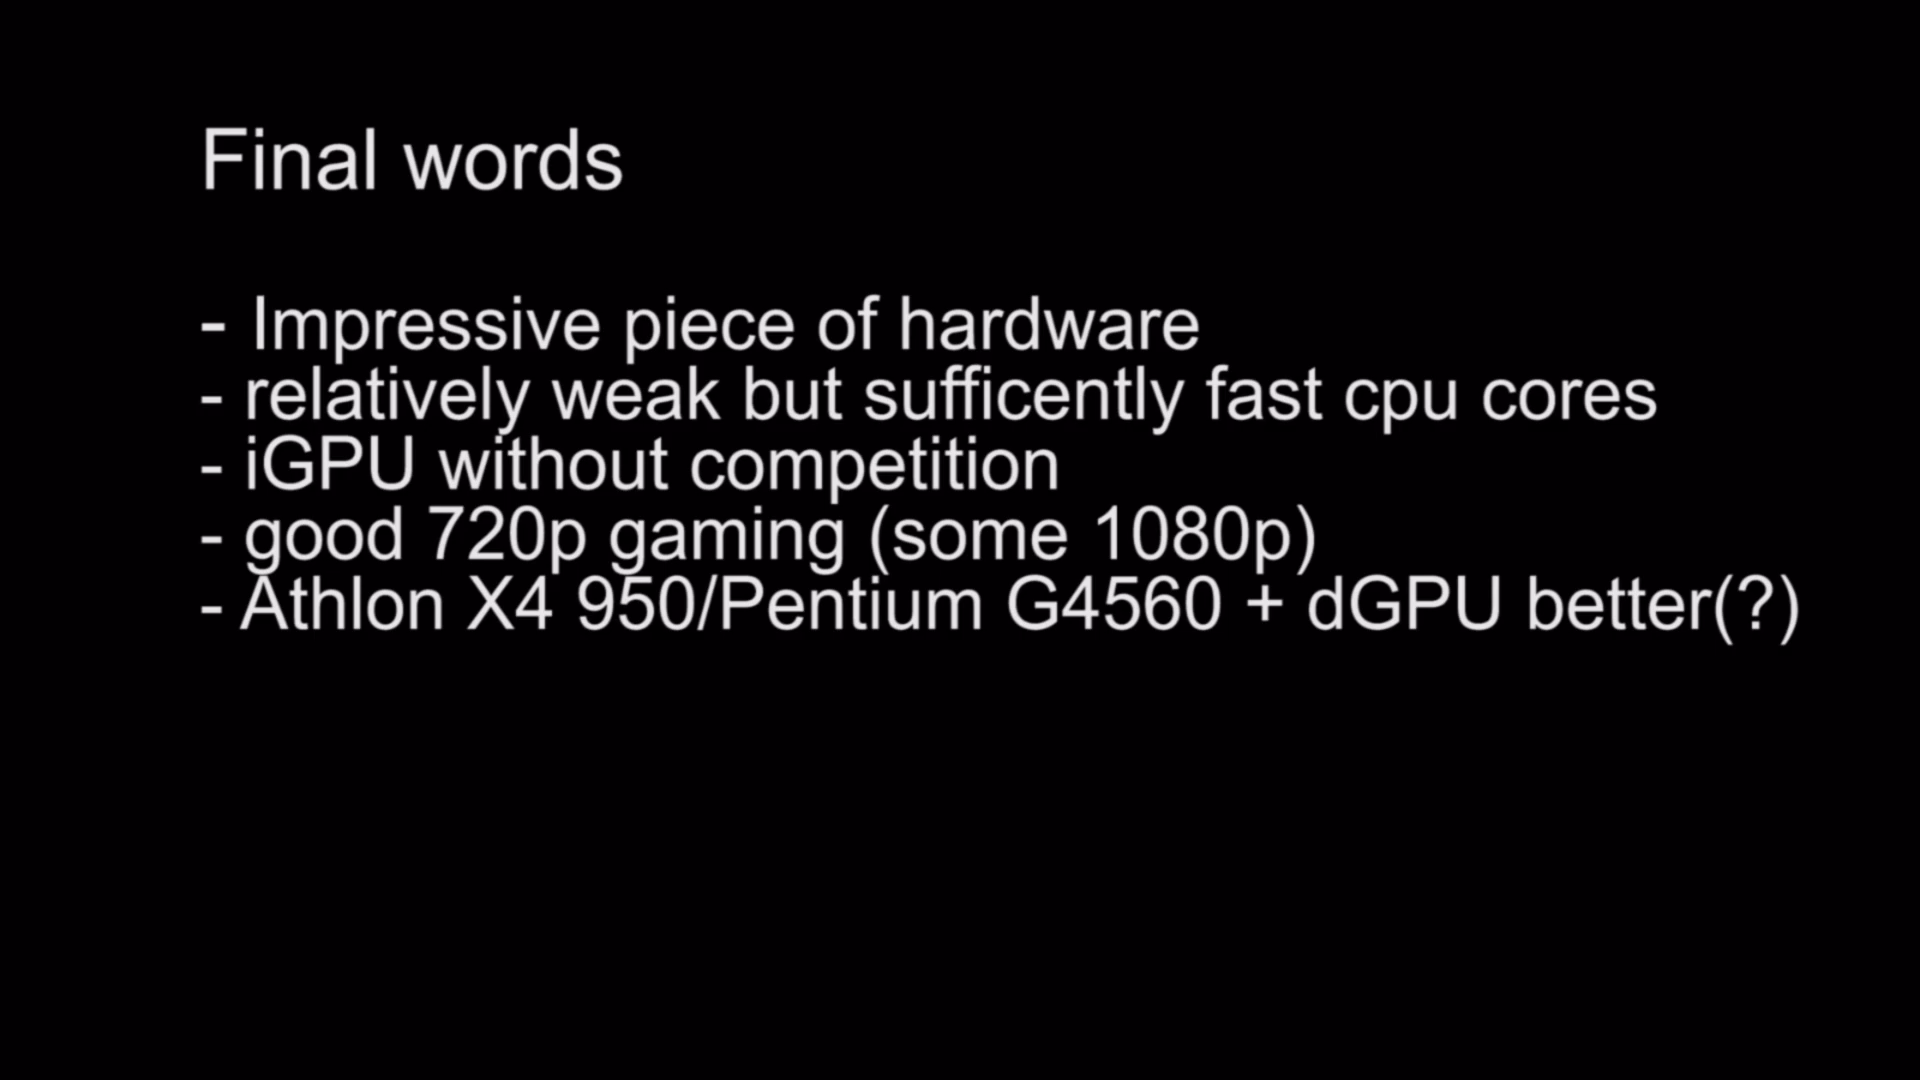 Final words
- Impressive piece of hardware
- relatively weak but sufficently fast cpu cores
- iGPU without competition
- good 720p gaming (some 1080p)
- Athlon X4 950/Pentium G4560 + dGPU better(?)